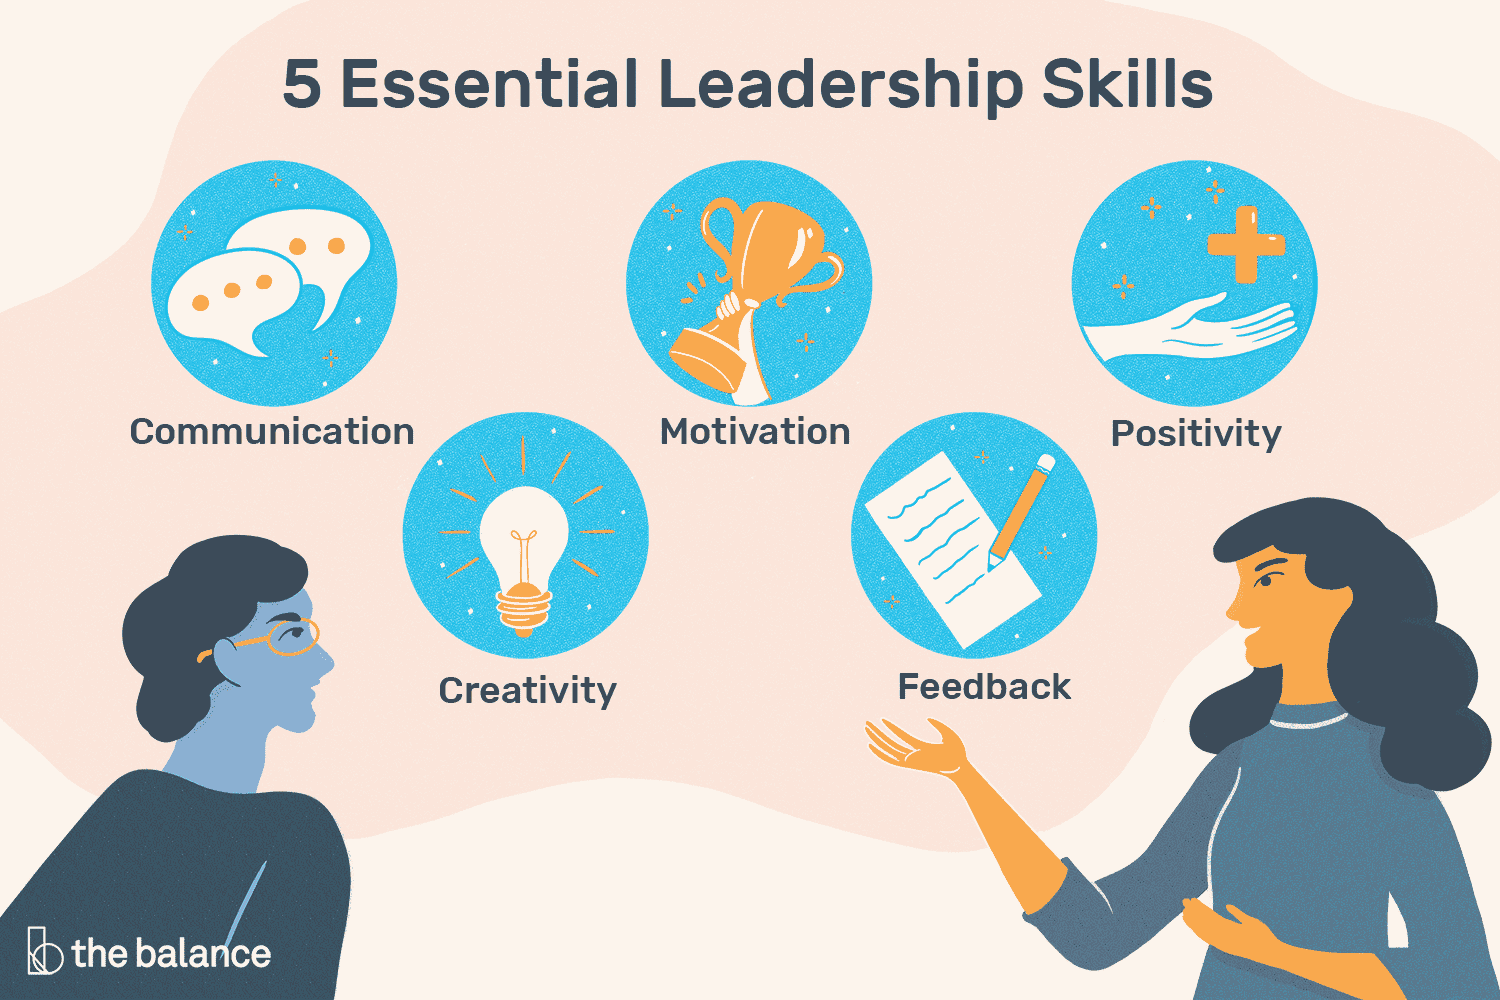 5 Essential Leadership Skills
Communication
Motivation
Positivity
Creativity
Feedback
the balance